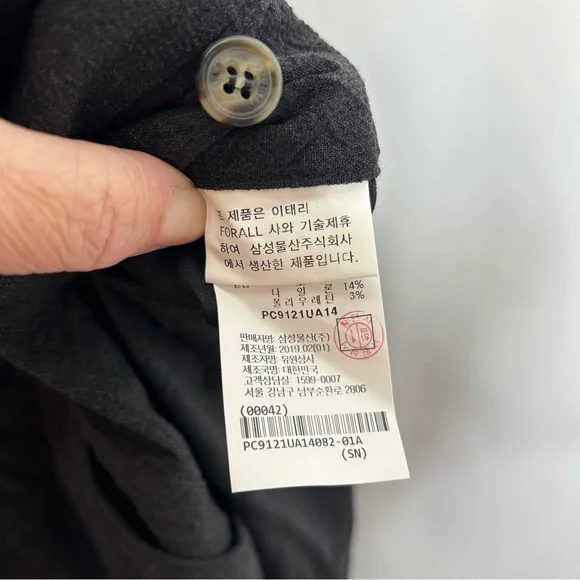 본 제품은 이태리
FORALL 사와 기술제휴
하여 삼성물산주식회사
에서 생산한 제품입니다.
나 일 론 14%
폴리우레탄 3%
PC9121UA14
판매자명: 삼성물산(주)
제조년월: 2019.02(01)
제조자명: 유원상사
제조국명: 대한민국
고객상담실: 1599-0007
서울 강남구 남부순환로 2806
(00042)
PC9121UA14082-01A
(SN)